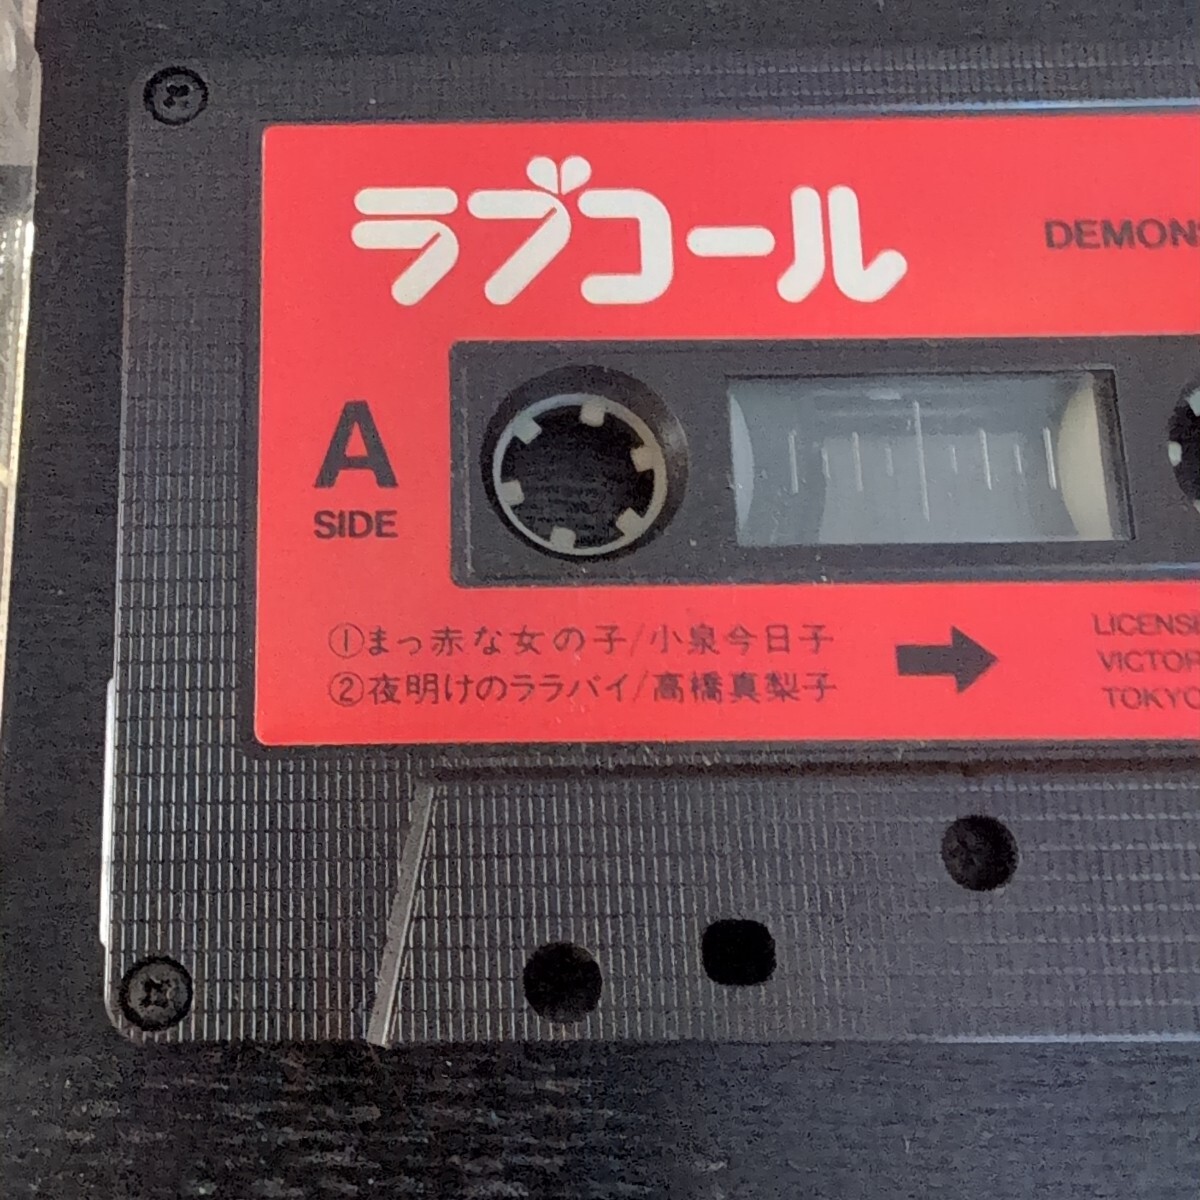 ラブコール
A
SIDE
①まっ赤な女の子/小泉今日子
②夜明けのララバイ/高橋真梨子